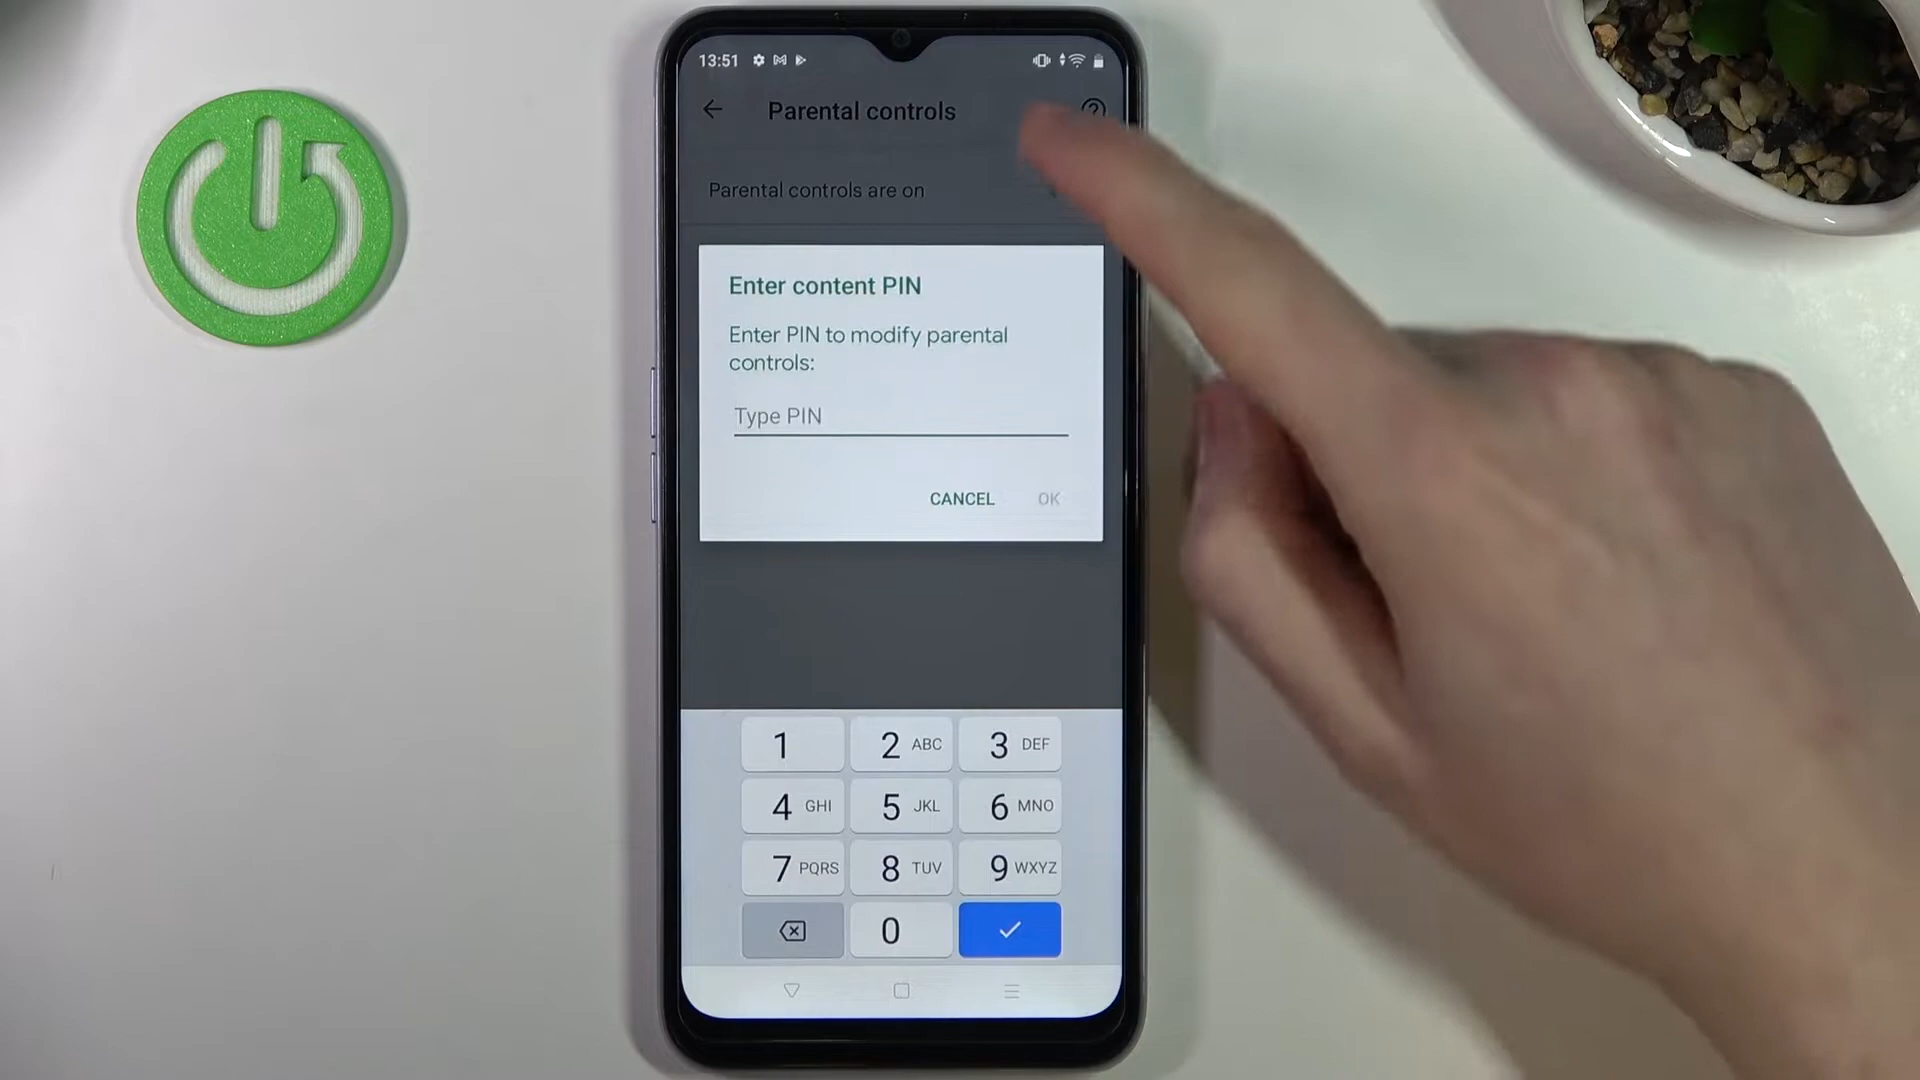 13:51
Parental controls
Parental controls are on
Enter content PIN
Enter PIN to modify parental
controls:
Type PIN
CANCEL OK
1 2 ABC 3 DEF
4 GHI 5 JKL 6 MNO
7 PQRS 8 TUV 9 WXYZ
0